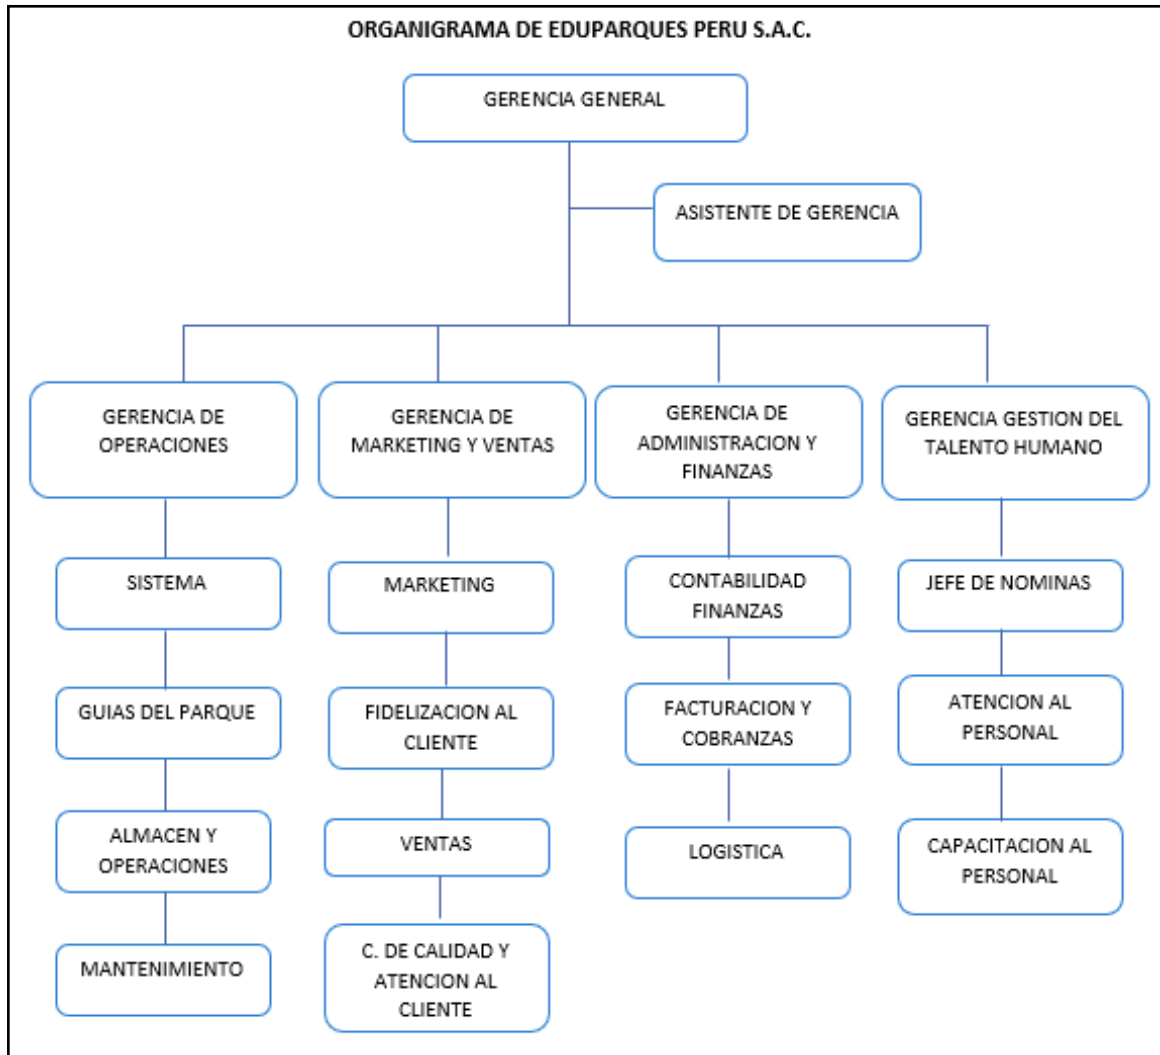 ORGANIGRAMA DE EDUPARQUES PERU S.A.C.
GERENCIA GENERAL
ASISTENTE DE GERENCIA
GERENCIA DE
OPERACIONES
GERENCIA DE
MARKETING Y VENTAS
GERENCIA DE
ADMINISTRACION Y
FINANZAS
GERENCIA GESTION DEL
TALENTO HUMANO
SISTEMA
MARKETING
CONTABILIDAD
FINANZAS
JEFE DE NOMINAS
GUIAS DEL PARQUE
FIDELIZACION AL
CLIENTE
FACTURACION Y
COBRANZAS
ATENCION AL
PERSONAL
ALMACEN Y
OPERACIONES
VENTAS
LOGISTICA
CAPACITACION AL
PERSONAL
MANTENIMIENTO
C. DE CALIDAD Y
ATENCION AL
CLIENTE